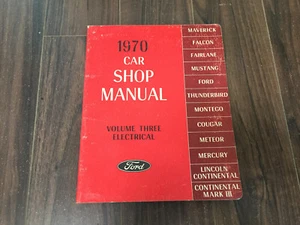 1970
CAR
SHOP
MANUAL
VOLUME THREE
ELECTRICAL
Ford
MAVERICK
FALCON
FAIRLANE
MUSTANG
FORD
THUNDERBIRD
MONTEGO
COUGAR
METEOR
MERCURY
LINCOLN
CONTINENTAL
CONTINENTAL
MARK III